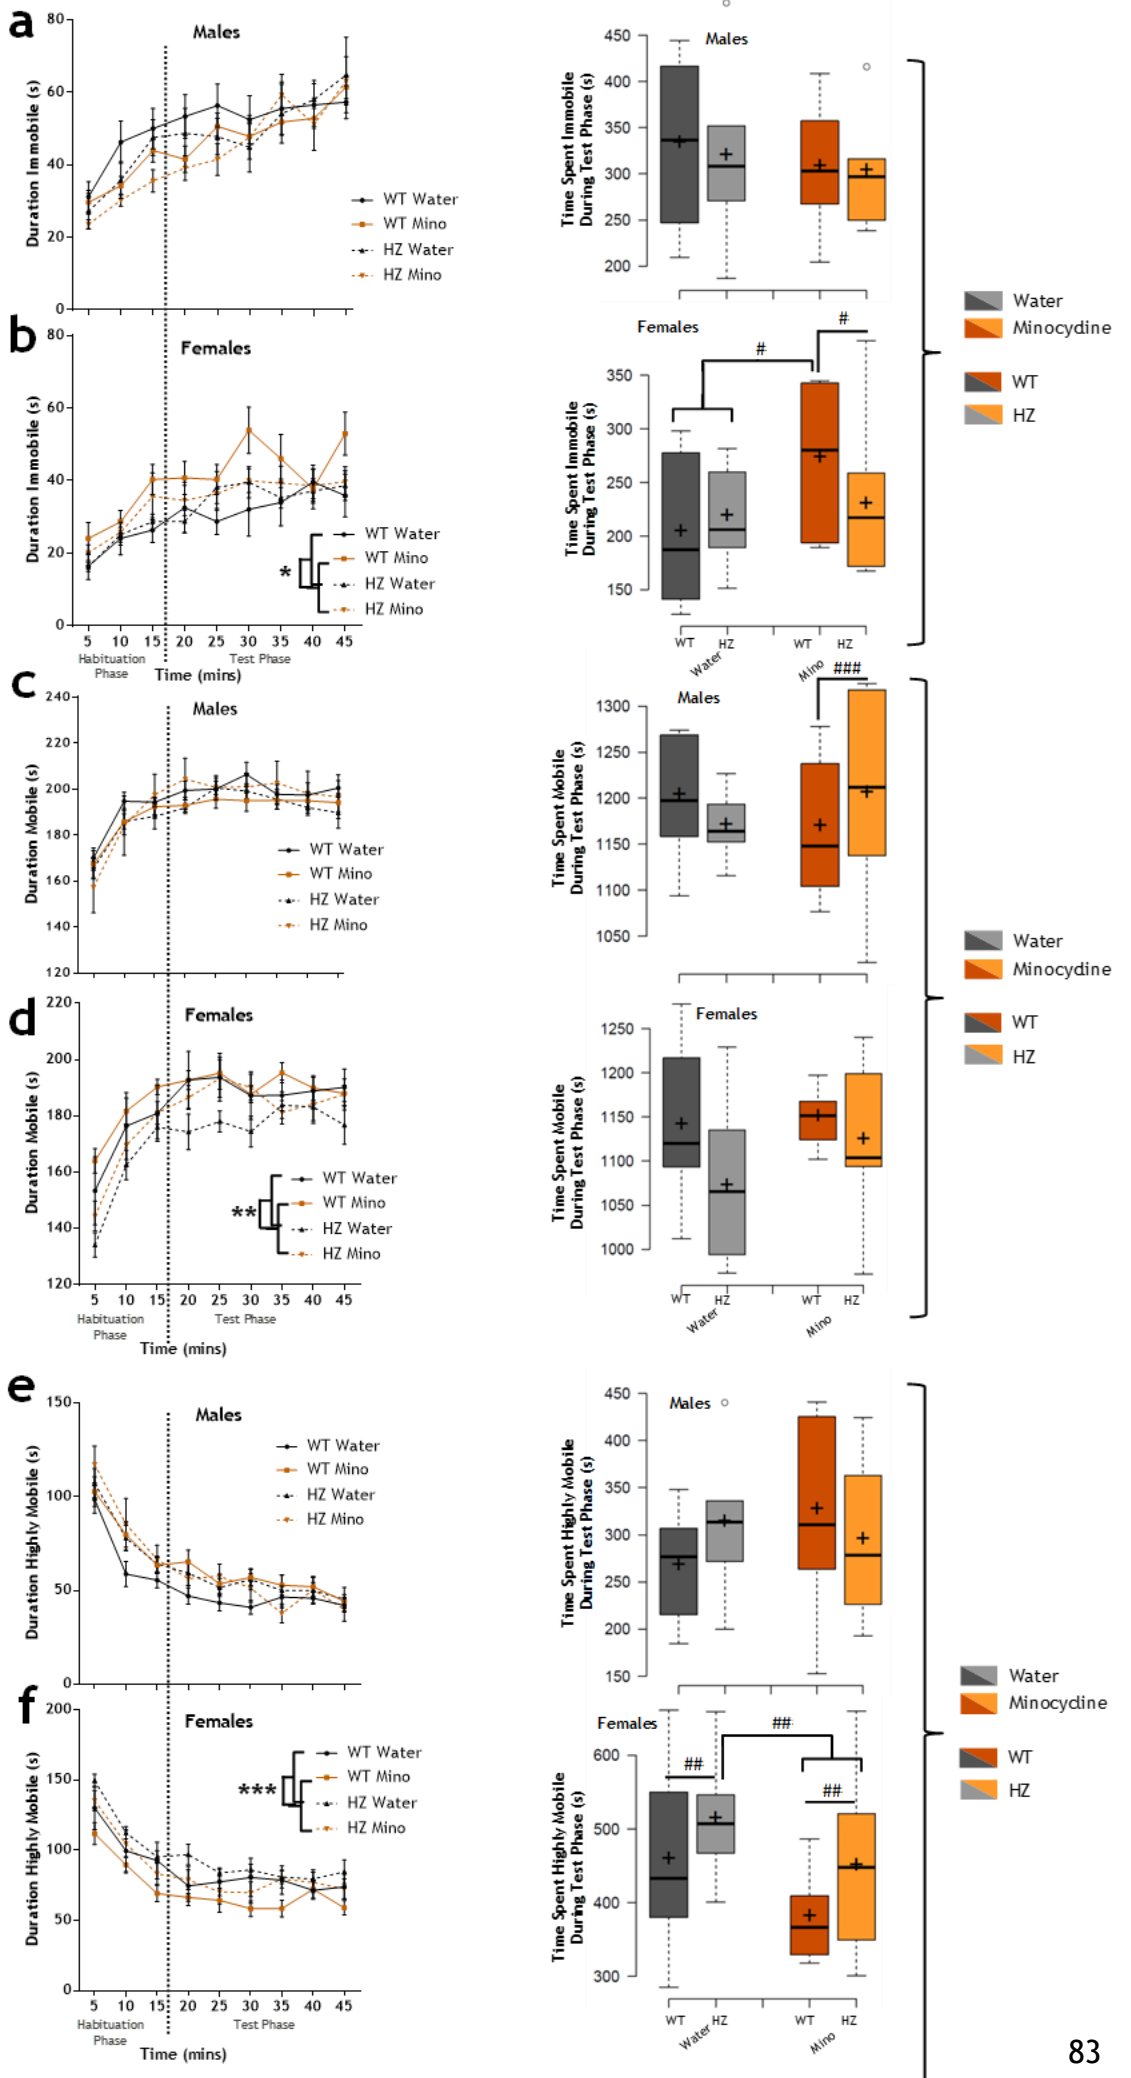 a
Males
Duration Immobile (s)
80
60
40
20
0
WT Water
WT Mino
HZ Water
HZ Mino
Males
Time Spent Immobile
During Test Phase (s)
450
400
350
300
250
200
b
Females
Duration Immobile (s)
80
60
40
20
0
*
WT Water
WT Mino
HZ Water
HZ Mino
5 10 15 20 25 30 35 40 45
Habituation
Phase
Test Phase
Time (mins)
Females
#
#
Time Spent Immobile
During Test Phase (s)
350
300
250
200
150
WT HZ WT HZ
Water Mino
Water
Minocycline
WT
HZ
c
Males
Duration Mobile (s)
240
220
200
180
160
140
120
WT Water
WT Mino
HZ Water
HZ Mino
Males
###
Time Spent Mobile
During Test Phase (s)
1300
1250
1200
1150
1100
1050
d
Females
Duration Mobile (s)
220
200
180
160
140
120
**
WT Water
WT Mino
HZ Water
HZ Mino
5 10 15 20 25 30 35 40 45
Habituation
Phase
Test Phase
Time (mins)
Females
Time Spent Mobile
During Test Phase (s)
1250
1200
1150
1100
1050
1000
WT HZ WT HZ
Water Mino
Water
Minocycline
WT
HZ
e
Males
Duration Highly Mobile (s)
150
100
50
0
WT Water
WT Mino
HZ Water
HZ Mino
Males
Time Spent Highly Mobile
During Test Phase (s)
450
400
350
300
250
200
150
f
Females
Duration Highly Mobile (s)
200
150
100
50
0
***
WT Water
WT Mino
HZ Water
HZ Mino
5 10 15 20 25 30 35 40 45
Habituation
Phase
Test Phase
Time (mins)
Females
##
##
##
Time Spent Highly Mobile
During Test Phase (s)
600
500
400
300
WT HZ WT HZ
Water Mino
Water
Minocycline
WT
HZ
83